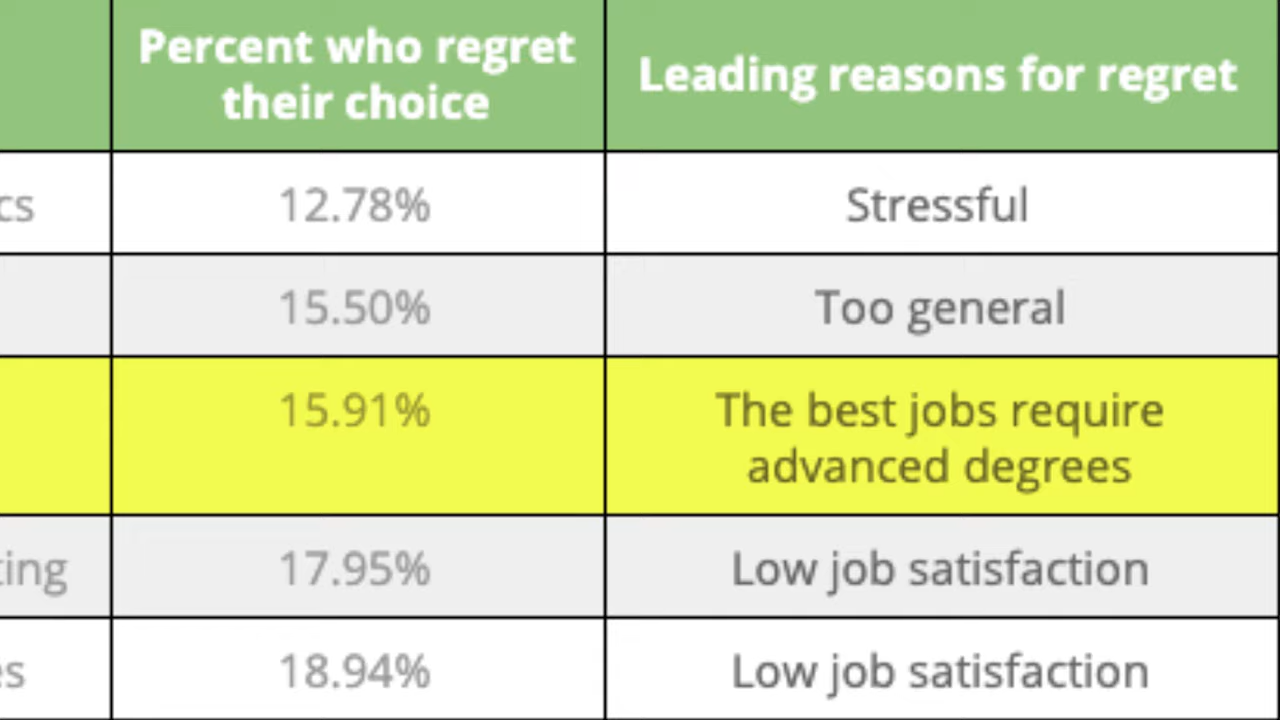 Percent who regret
their choice
Leading reasons for regret
cs
12.78%
Stressful
15.50%
Too general
15.91%
The best jobs require
advanced degrees
ting
17.95%
Low job satisfaction
es
18.94%
Low job satisfaction